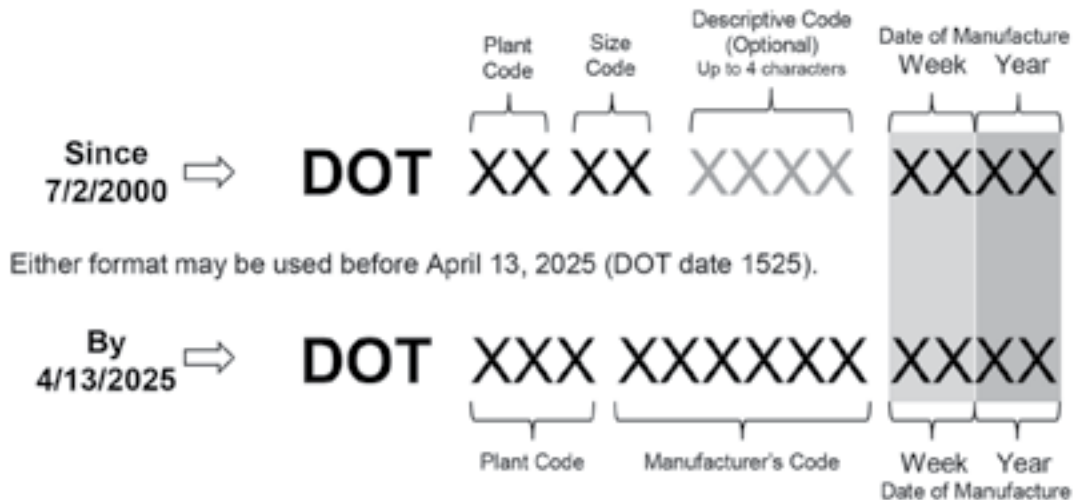 Plant
Code
Size
Code
Descriptive Code
(Optional)
Up to 4 characters
Date of Manufacture
Week Year
Since
7/2/2000
DOT XX XX XXXX XXXX
Either format may be used before April 13, 2025 (DOT date 1525).
By
4/13/2025
DOT XXX XXXXXX XXXX
Plant Code
Manufacturer's Code
Week Year
Date of Manufacture